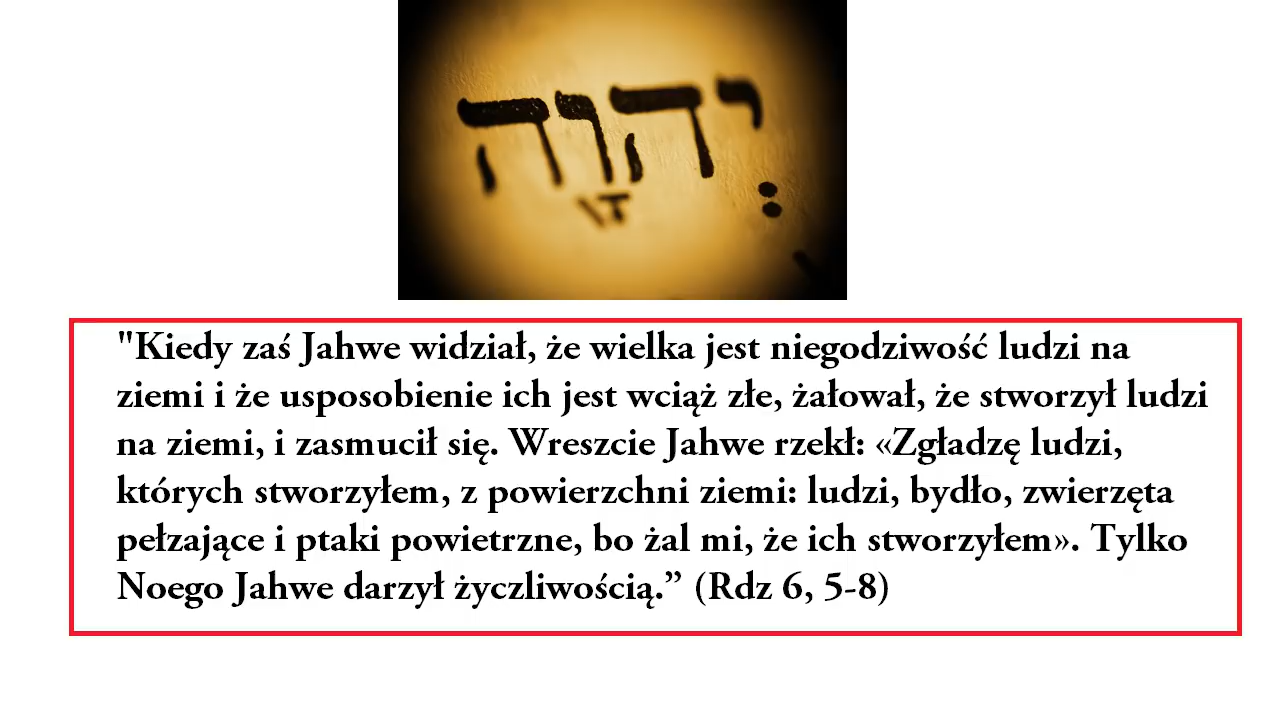 יְהוָֹה
"Kiedy zaś Jahwe widział, że wielka jest niegodziwość ludzi na
ziemi i że usposobienie ich jest wciąż złe, żałował, że stworzył ludzi
na ziemi, i zasmucił się. Wreszcie Jahwe rzekł: «Zgładzę ludzi,
których stworzyłem, z powierzchni ziemi: ludzi, bydło, zwierzęta
pełzające i ptaki powietrzne, bo żal mi, że ich stworzyłem». Tylko
Noego Jahwe darzył życzliwością.” (Rdz 6, 5-8)